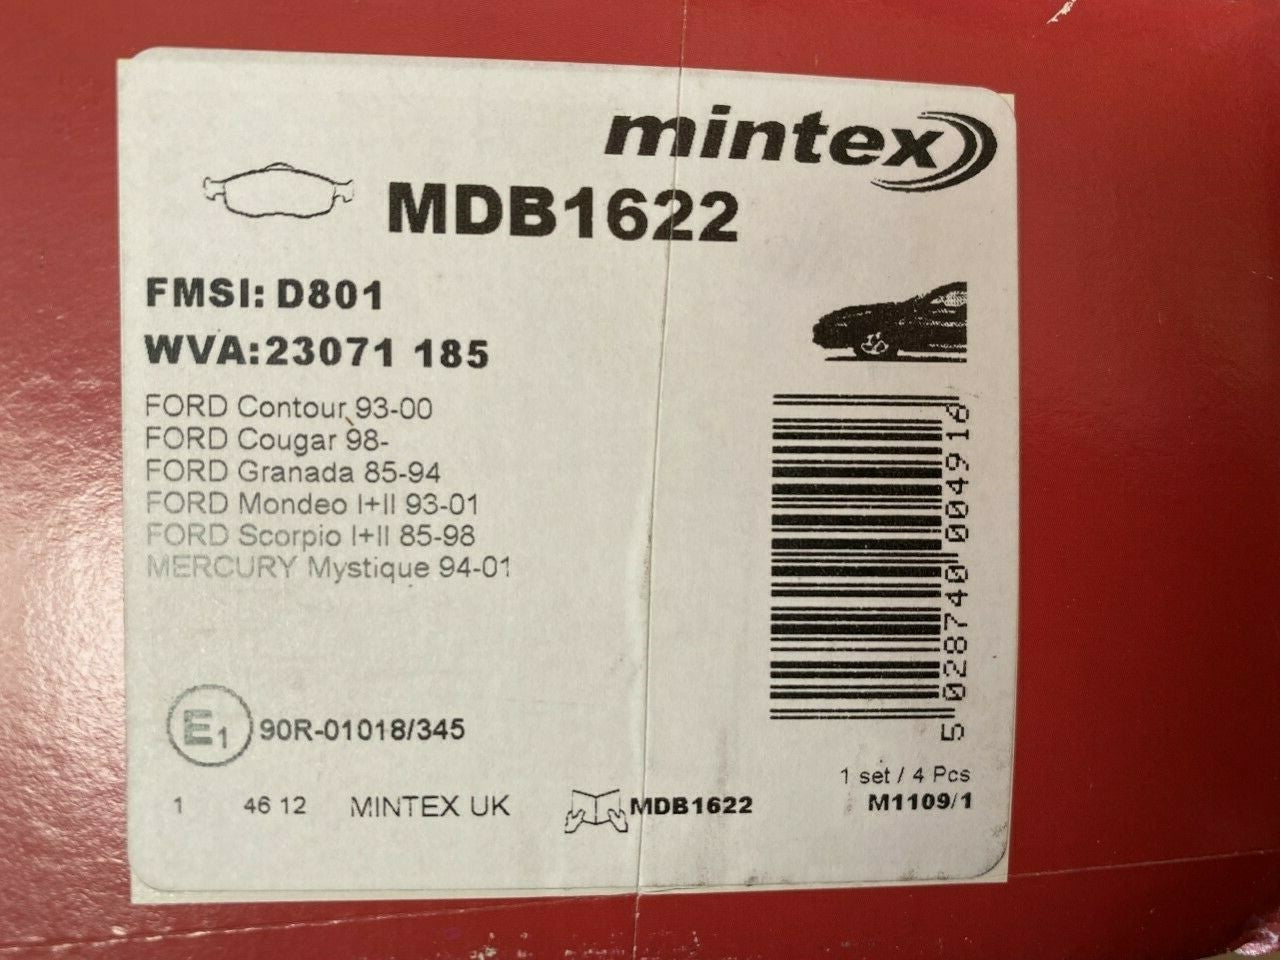 mintex
MDB1622
FMSI: D801
WVA:23071 185
FORD Contour 93-00
FORD Cougar 98-
FORD Granada 85-94
FORD Mondeo I+II 93-01
FORD Scorpio I+II 85-98
MERCURY Mystique 94-01
5 028740 004916
E1 90R-01018/345
1 set / 4 Pcs
1 46 12 MINTEX UK MDB1622 M1109/1